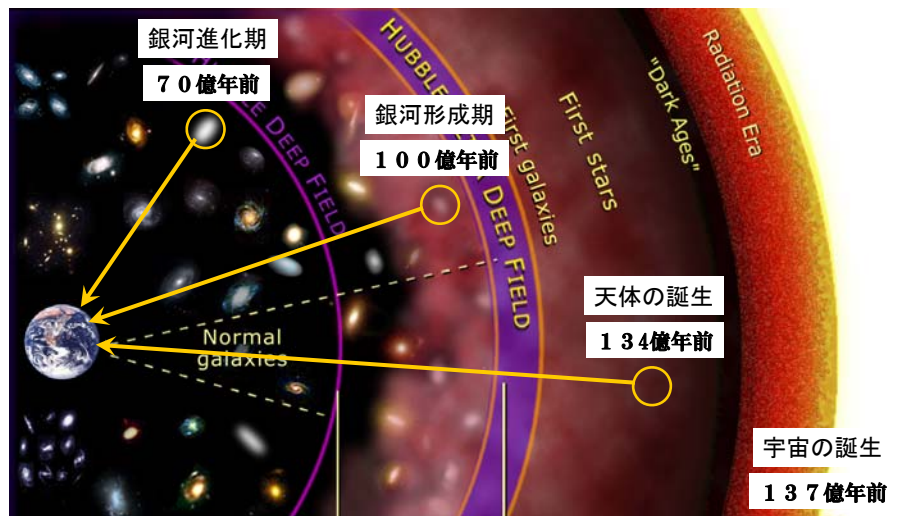 銀河進化期
７０億年前
銀河形成期
１００億年前
天体の誕生
１３４億年前
宇宙の誕生
１３７億年前
DEEP FIELD
HUBBLE
DEEP FIELD
First galaxies
First stars
"Dark Ages"
Radiation Era
Normal
galaxies